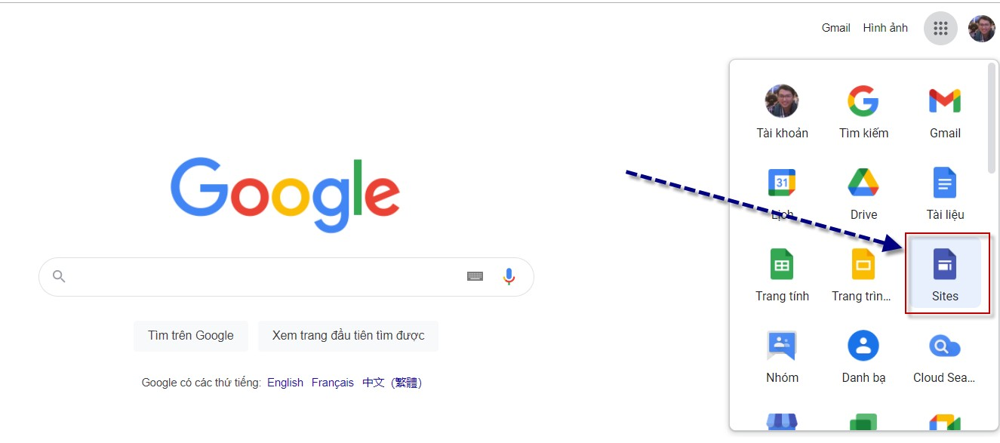 Gmail Hình ảnh
Tài khoản Tìm kiếm Gmail
Google
31
Lịch Drive Tài liệu
Trang tính Trang trìn... Sites
Tìm trên Google Xem trang đầu tiên tìm được
Nhóm Danh bạ Cloud Sea...
Google có các thứ tiếng: English Français 中文 (繁體)